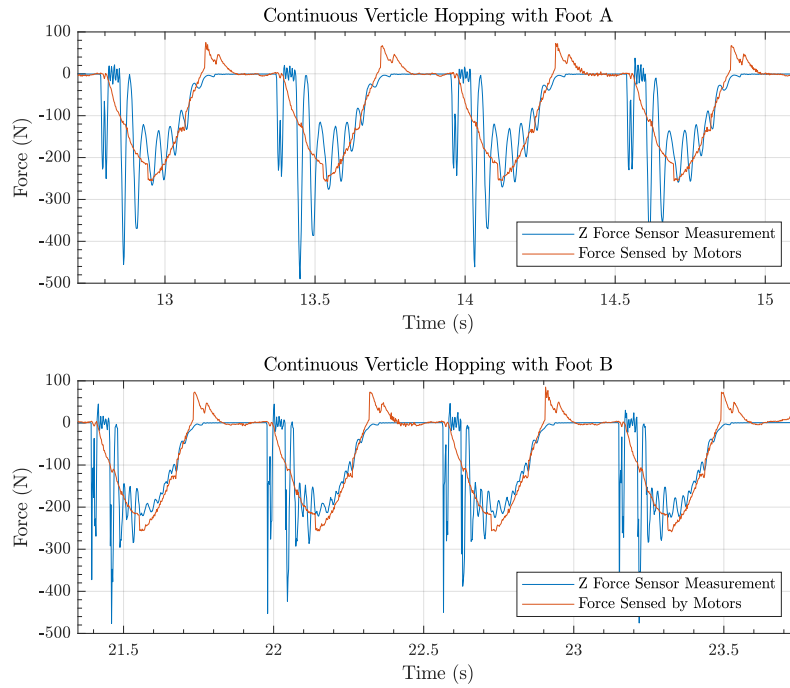 Continuous Verticle Hopping with Foot A
100
0
-100
-200
-300
-400
-500
Force (N)
Z Force Sensor Measurement
Force Sensed by Motors
13
13.5
14
14.5
15
Time (s)
Continuous Verticle Hopping with Foot B
100
0
-100
-200
-300
-400
-500
Force (N)
Z Force Sensor Measurement
Force Sensed by Motors
21.5
22
22.5
23
23.5
Time (s)